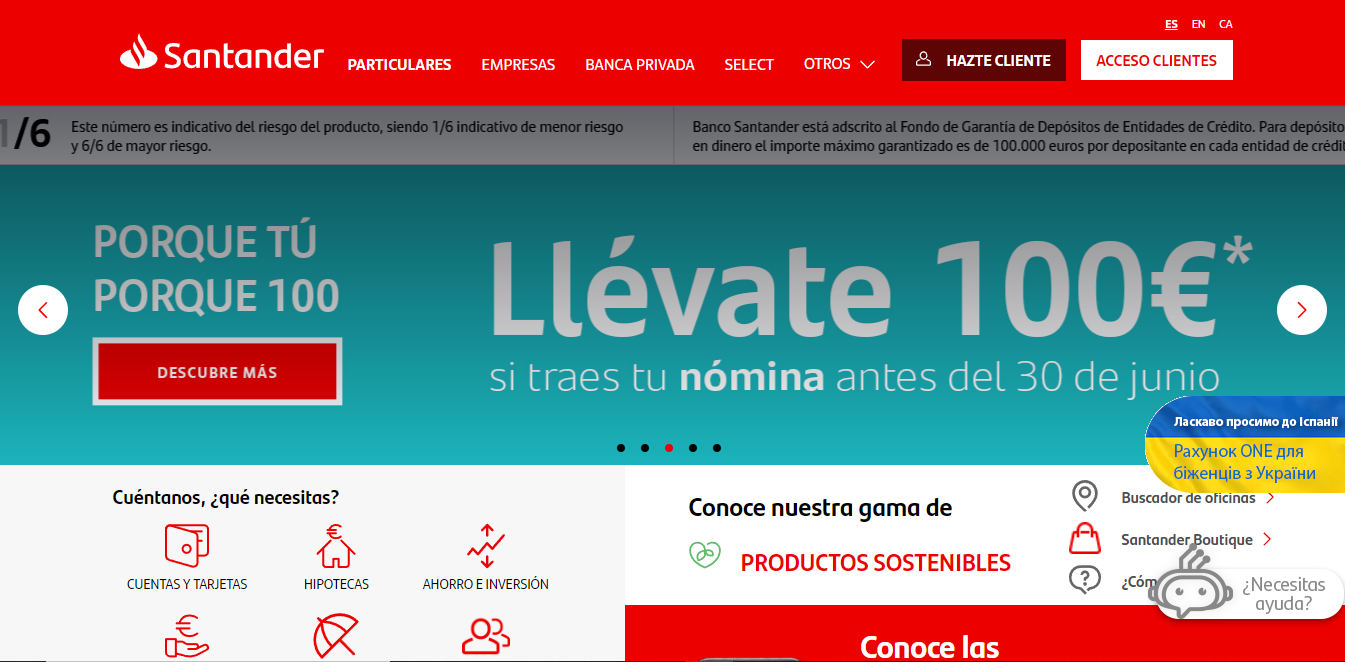 ES EN CA
Santander
PARTICULARES EMPRESAS BANCA PRIVADA SELECT OTROS
HAZTE CLIENTE
ACCESO CLIENTES
1/6
Este número es indicativo del riesgo del producto, siendo 1/6 indicativo de menor riesgo
y 6/6 de mayor riesgo.
Banco Santander está adscrito al Fondo de Garantía de Depósitos de Entidades de Crédito. Para depósito
en dinero el importe máximo garantizado es de 100.000 euros por depositante en cada entidad de crédit
PORQUE TÚ
PORQUE 100
DESCUBRE MÁS
Llévate 100€*
si traes tu nómina antes del 30 de junio
Ласкаво просимо до Іспанії
Рахунок ONE для
біженців з України
Cuéntanos, ¿qué necesitas?
CUENTAS Y TARJETAS
HIPOTECAS
AHORRO E INVERSIÓN
Conoce nuestra gama de
PRODUCTOS SOSTENIBLES
Buscador de oficinas
Santander Boutique
¿Cóm
¿Necesitas
ayuda?
Conoce las